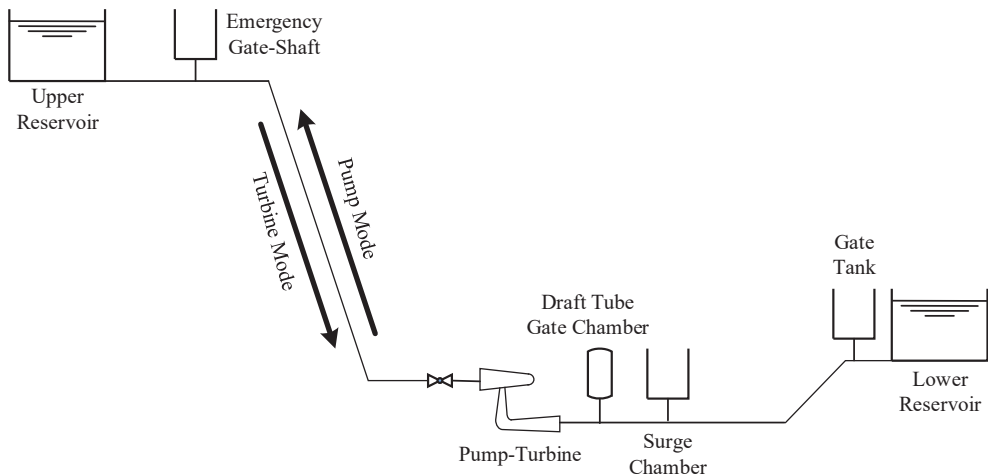 Emergency
Gate-Shaft
Upper
Reservoir
Pump Mode
Turbine Mode
Gate
Tank
Draft Tube
Gate Chamber
Lower
Reservoir
Pump-Turbine
Surge
Chamber